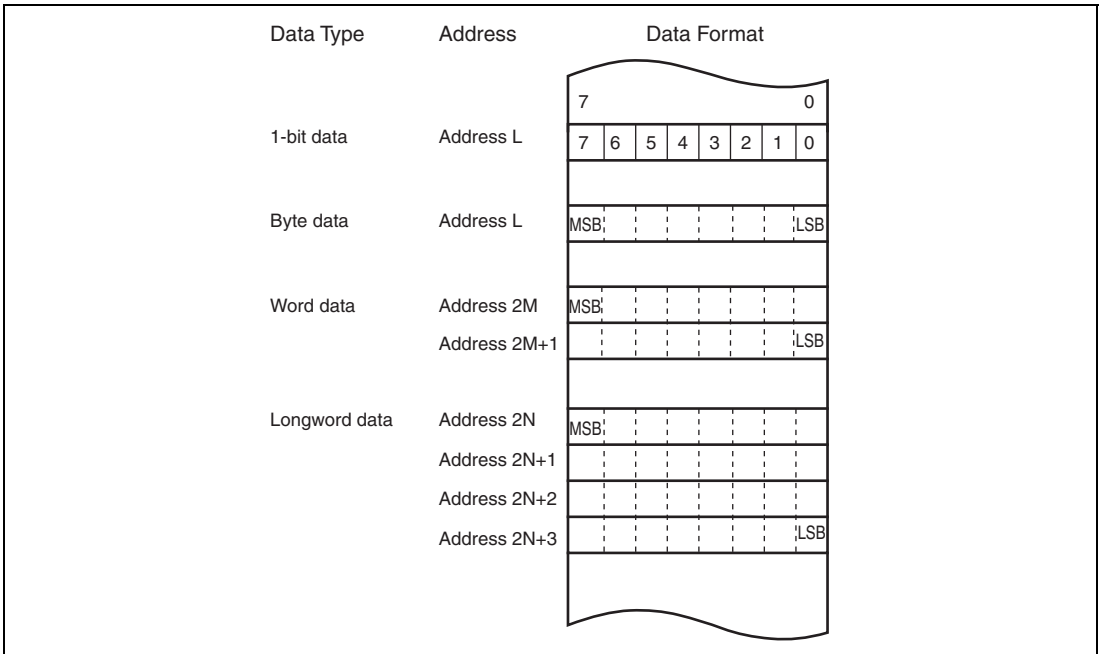 Data Type Address Data Format
7 0
1-bit data Address L 7 6 5 4 3 2 1 0
Byte data Address L MSB LSB
Word data Address 2M MSB
Address 2M+1 LSB
Longword data Address 2N MSB
Address 2N+1
Address 2N+2
Address 2N+3 LSB